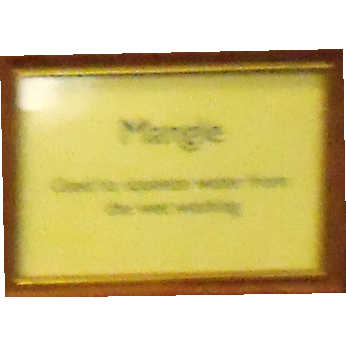 Mangle
Used to squeeze water from
the wet washing